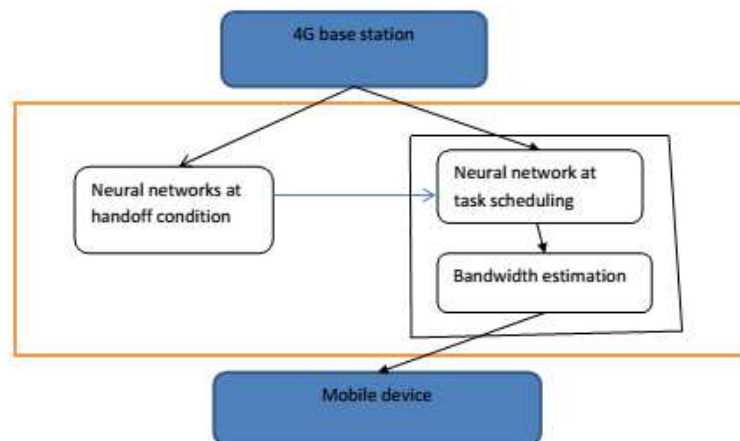 4G base station
Neural networks at
handoff condition
Neural network at
task scheduling
Bandwidth estimation
Mobile device